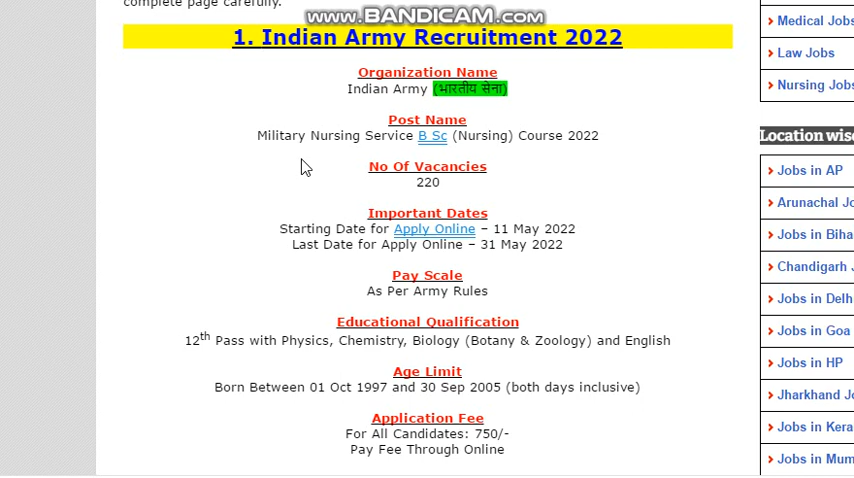 complete page carefully.
www.BANDICAM.com
1. Indian Army Recruitment 2022
Organization Name
Indian Army (भारतीय सेना)
Post Name
Military Nursing Service B Sc (Nursing) Course 2022
No Of Vacancies
220
Important Dates
Starting Date for Apply Online – 11 May 2022
Last Date for Apply Online – 31 May 2022
Pay Scale
As Per Army Rules
Educational Qualification
12th Pass with Physics, Chemistry, Biology (Botany & Zoology) and English
Age Limit
Born Between 01 Oct 1997 and 30 Sep 2005 (both days inclusive)
Application Fee
For All Candidates: 750/-
Pay Fee Through Online
Medical Jobs
Law Jobs
Nursing Jobs
Location wise
Jobs in AP
Arunachal Jo
Jobs in Biha
Chandigarh J
Jobs in Delh
Jobs in Goa
Jobs in HP
Jharkhand Jo
Jobs in Kera
Jobs in Mum